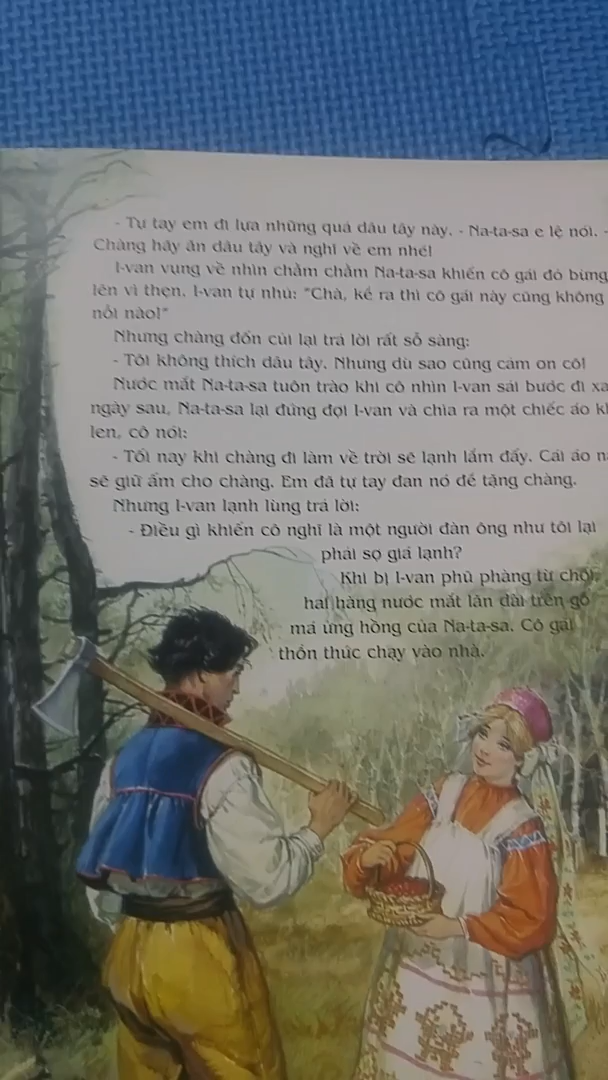 - Tự tay em đi lựa những quả dâu tây này. - Na-ta-sa e lệ nói. -
Chàng hãy ăn dâu tây và nghĩ về em nhé!
I-van vụng về nhìn chằm chằm Na-ta-sa khiến cô gái đỏ bừng
lên vì thẹn. I-van tự nhủ: "Chà, kể ra thì cô gái này cũng không
nỗi nào!"
Nhưng chàng đốn củi lại trả lời rất sỗ sàng:
- Tôi không thích dâu tây. Nhưng dù sao cũng cảm ơn cô!
Nước mắt Na-ta-sa tuôn trào khi cô nhìn I-van sải bước đi
ngày sau, Na-ta-sa lại đứng đợi I-van và chìa ra một chiếc áo
len, cô nói:
- Tối nay khi chàng đi làm về trời sẽ lạnh lắm đấy. Cái áo
sẽ giữ ấm cho chàng. Em đã tự tay đan nó để tặng chàng.
Nhưng I-van lạnh lùng trả lời:
- Điều gì khiến cô nghĩ là một người đàn ông như tôi lại
phải sợ giá lạnh?
Khi bị I-van phũ phàng từ chối,
hai hàng nước mắt lăn dài trên gò
má ửng hồng của Na-ta-sa. Cô gái
thổn thức chạy vào nhà.